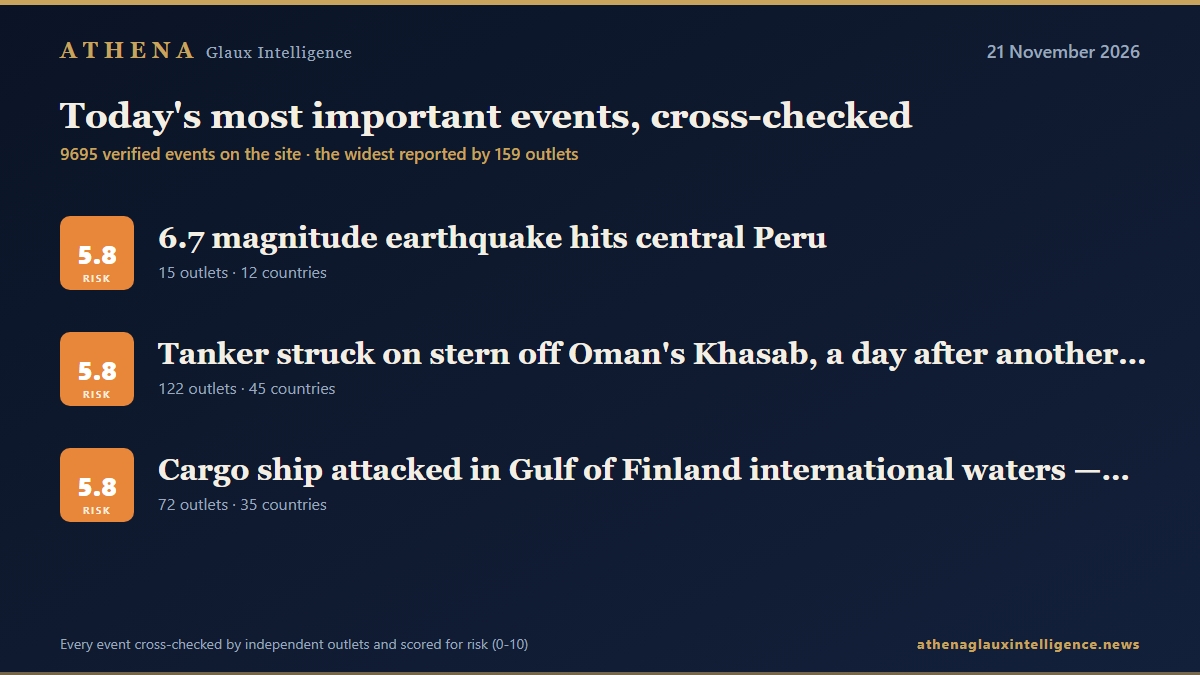 ATHENA Glaux Intelligence
21 November 2026
Today's most important events, cross-checked
9695 verified events on the site · the widest reported by 159 outlets
5.8
RISK
6.7 magnitude earthquake hits central Peru
15 outlets · 12 countries
5.8
RISK
Tanker struck on stern off Oman's Khasab, a day after another...
122 outlets · 45 countries
5.8
RISK
Cargo ship attacked in Gulf of Finland international waters —...
72 outlets · 35 countries
Every event cross-checked by independent outlets and scored for risk (0-10)
athenaglauxintelligence.news